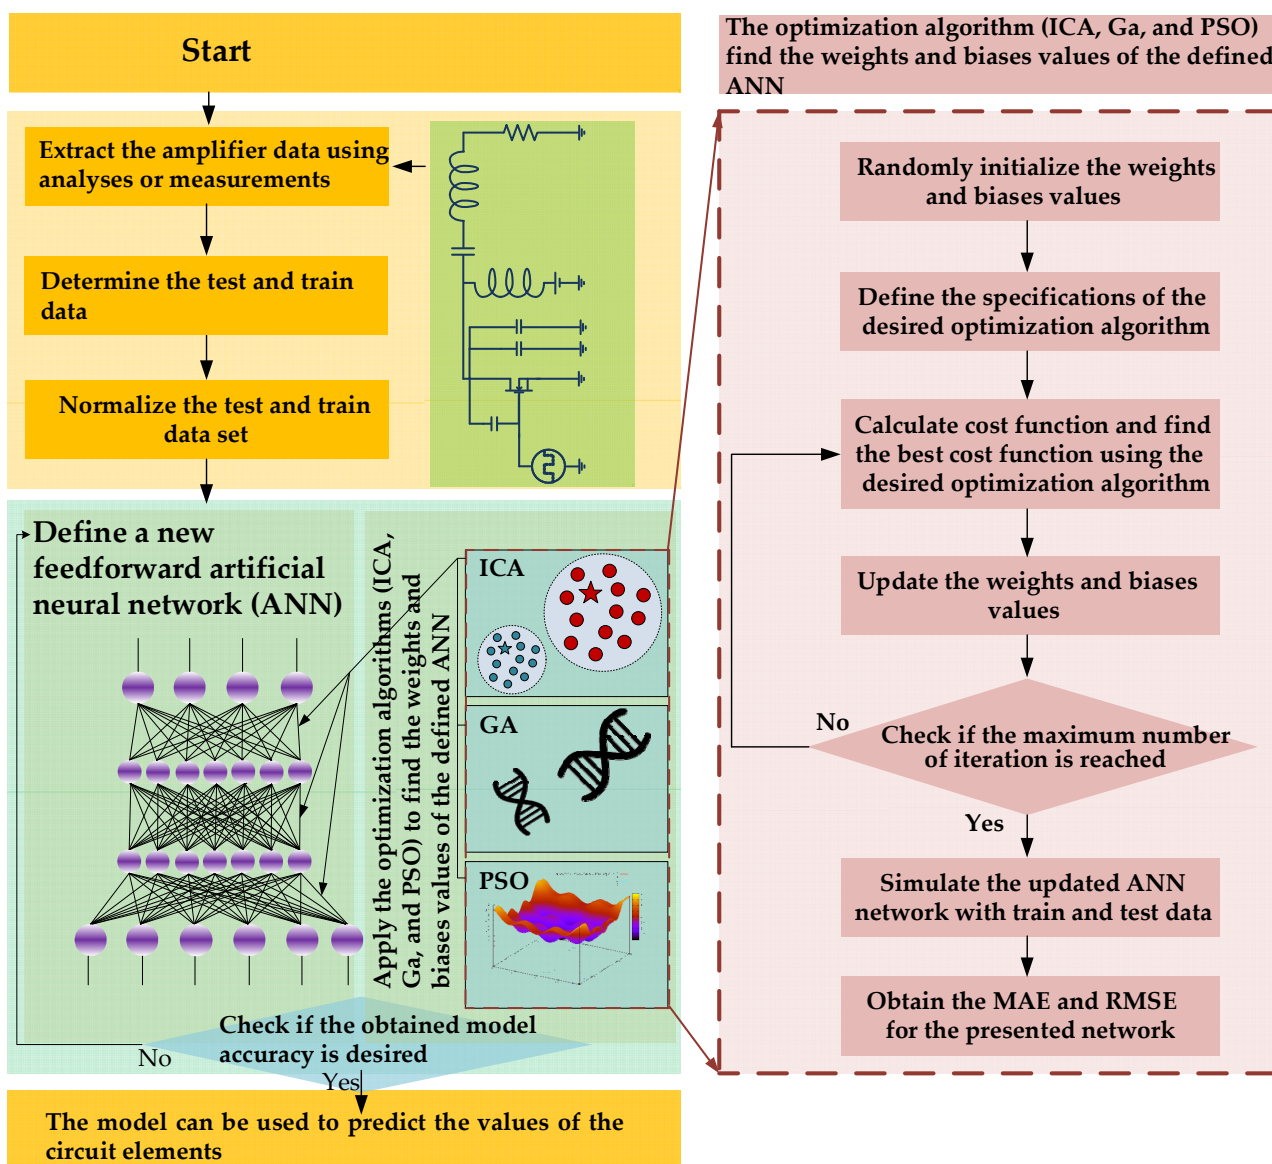 Start
Extract the amplifier data using
analyses or measurements
Determine the test and train
data
Normalize the test and train
data set
Define a new
feedforward artificial
neural network (ANN)
Apply the optimization algorithms (ICA,
Ga, and PSO) to find the weights and
biases values of the defined ANN
ICA
GA
PSO
Check if the obtained model
accuracy is desired
No
Yes
The model can be used to predict the values of the
circuit elements
The optimization algorithm (ICA, Ga, and PSO)
find the weights and biases values of the defined
ANN
Randomly initialize the weights
and biases values
Define the specifications of the
desired optimization algorithm
Calculate cost function and find
the best cost function using the
desired optimization algorithm
Update the weights and biases
values
No
Check if the maximum number
of iteration is reached
Yes
Simulate the updated ANN
network with train and test data
Obtain the MAE and RMSE
for the presented network